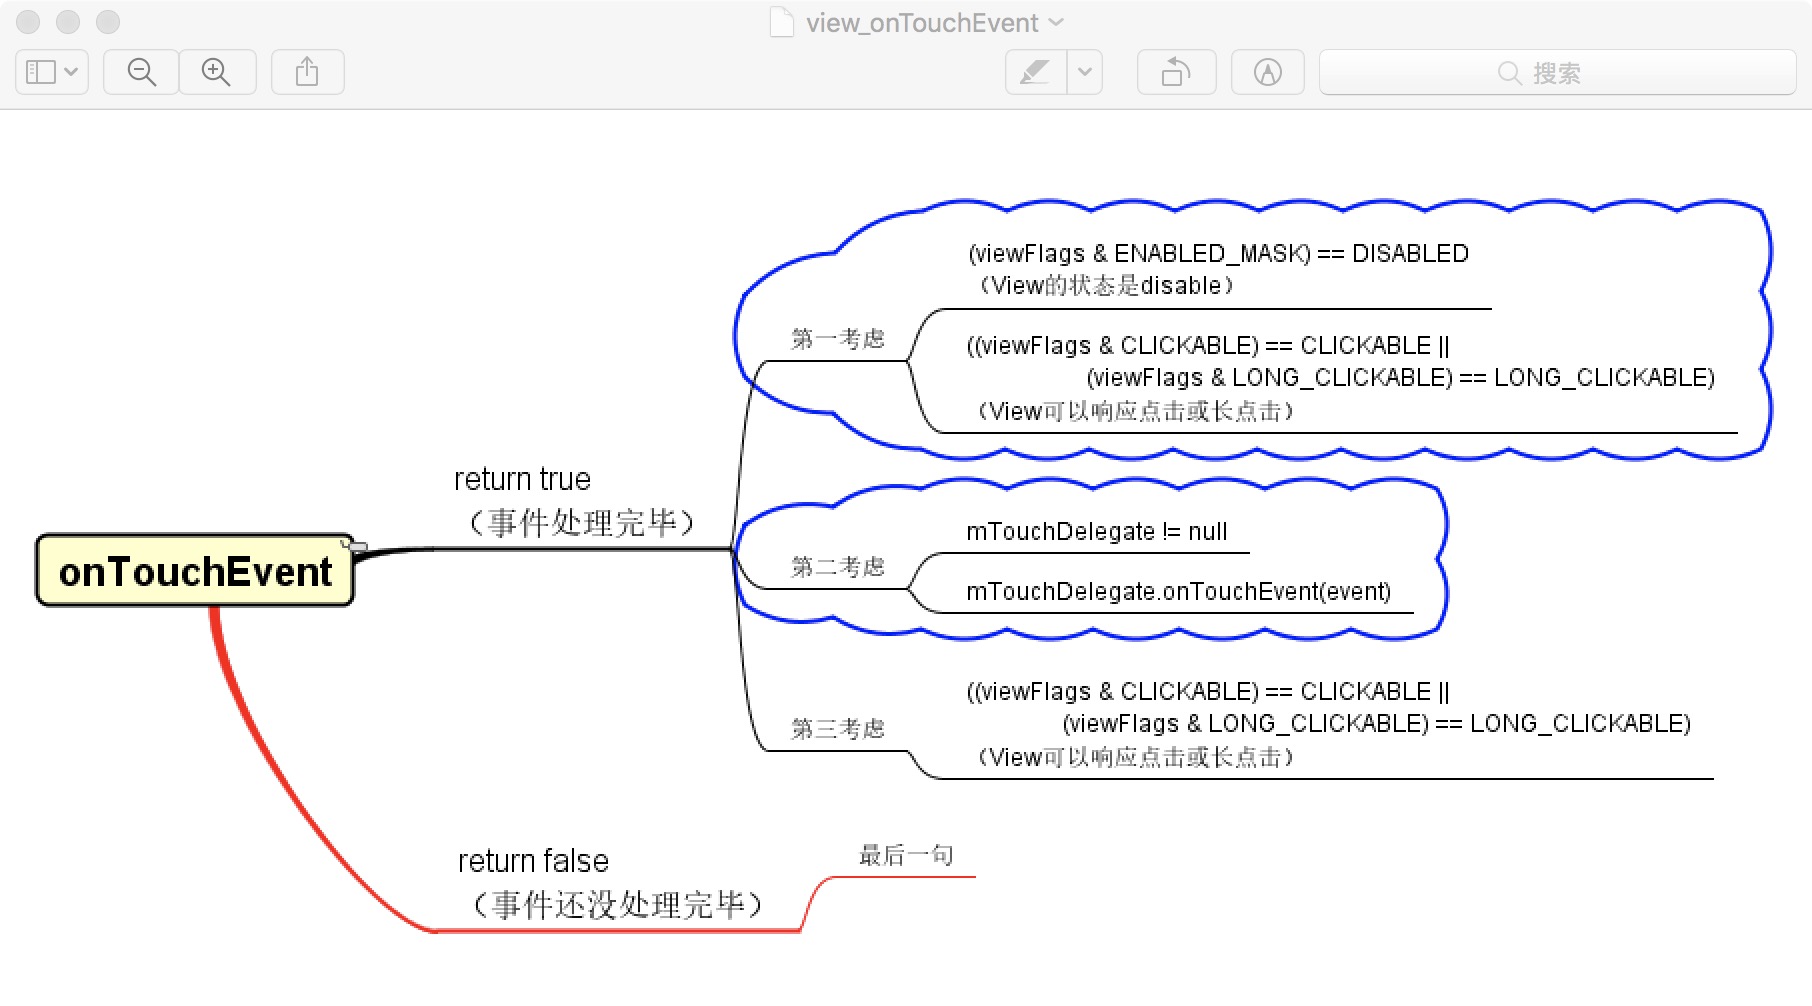 view_onTouchEvent
搜索
(viewFlags & ENABLED_MASK) == DISABLED
（View的状态是disable）
第一考虑
((viewFlags & CLICKABLE) == CLICKABLE ||
(viewFlags & LONG_CLICKABLE) == LONG_CLICKABLE)
（View可以响应点击或长点击）
return true
（事件处理完毕）
onTouchEvent
mTouchDelegate != null
第二考虑
mTouchDelegate.onTouchEvent(event)
((viewFlags & CLICKABLE) == CLICKABLE ||
(viewFlags & LONG_CLICKABLE) == LONG_CLICKABLE)
第三考虑
（View可以响应点击或长点击）
return false
（事件还没处理完毕）
最后一句